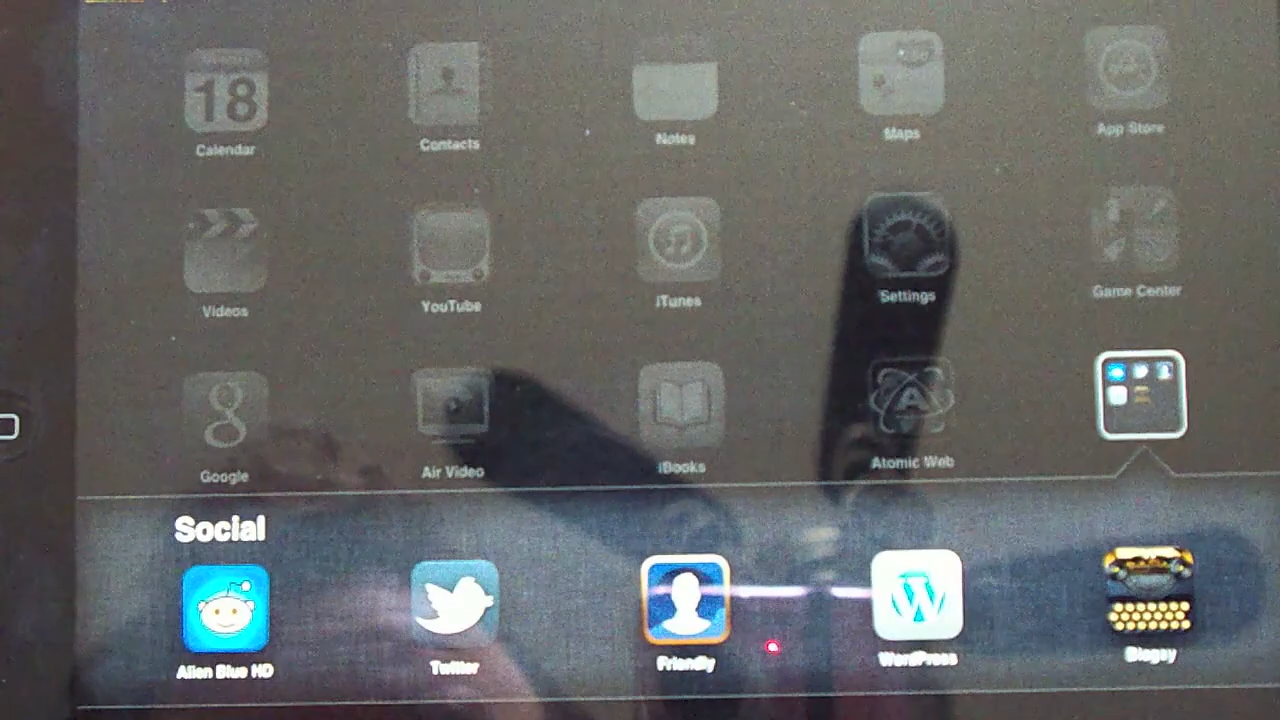 18
Calendar
Contacts
Notes
Maps
App Store
Videos
YouTube
iTunes
Settings
Game Center
Google
Air Video
iBooks
Atomic Web
Social
Alien Blue HD
Twitter
Friendly
WordPress
Blogsy